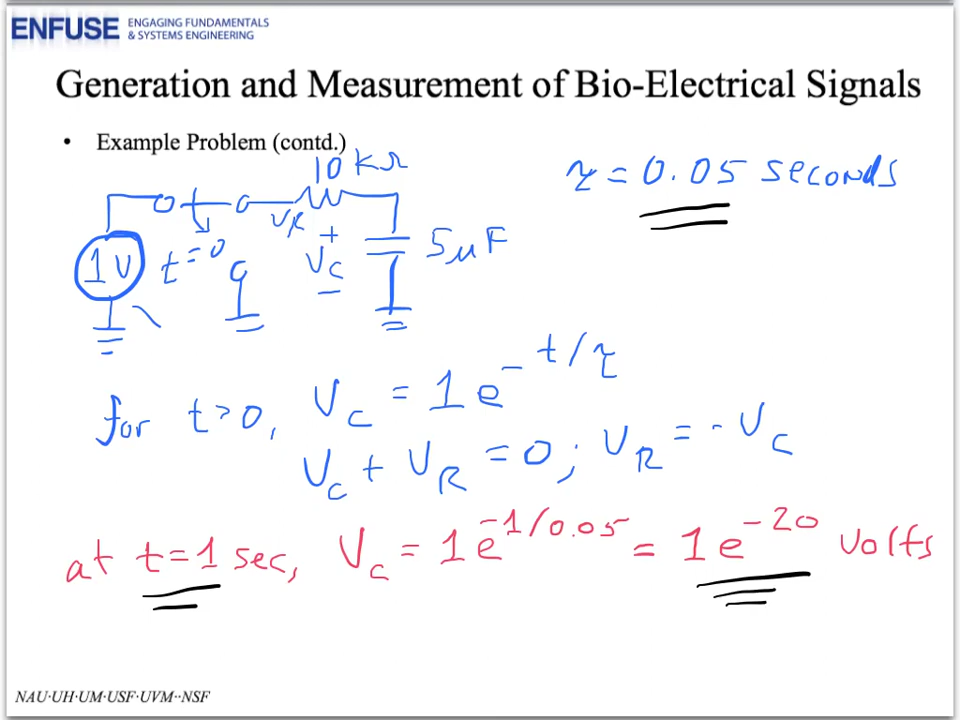 ENFUSE ENGAGING FUNDAMENTALS & SYSTEMS ENGINEERING
Generation and Measurement of Bio-Electrical Signals
• Example Problem (contd.)
10 KΩ
τ = 0.05 seconds
VR
+
1V
t=0
Vc
−
5μF
for t>0, Vc = 1e^-t/τ
Vc + VR = 0; VR = -Vc
at t=1 sec, Vc = 1e^-1/0.05 = 1e^-20 volts
NAU·UH·UM·USF·UVM··NSF